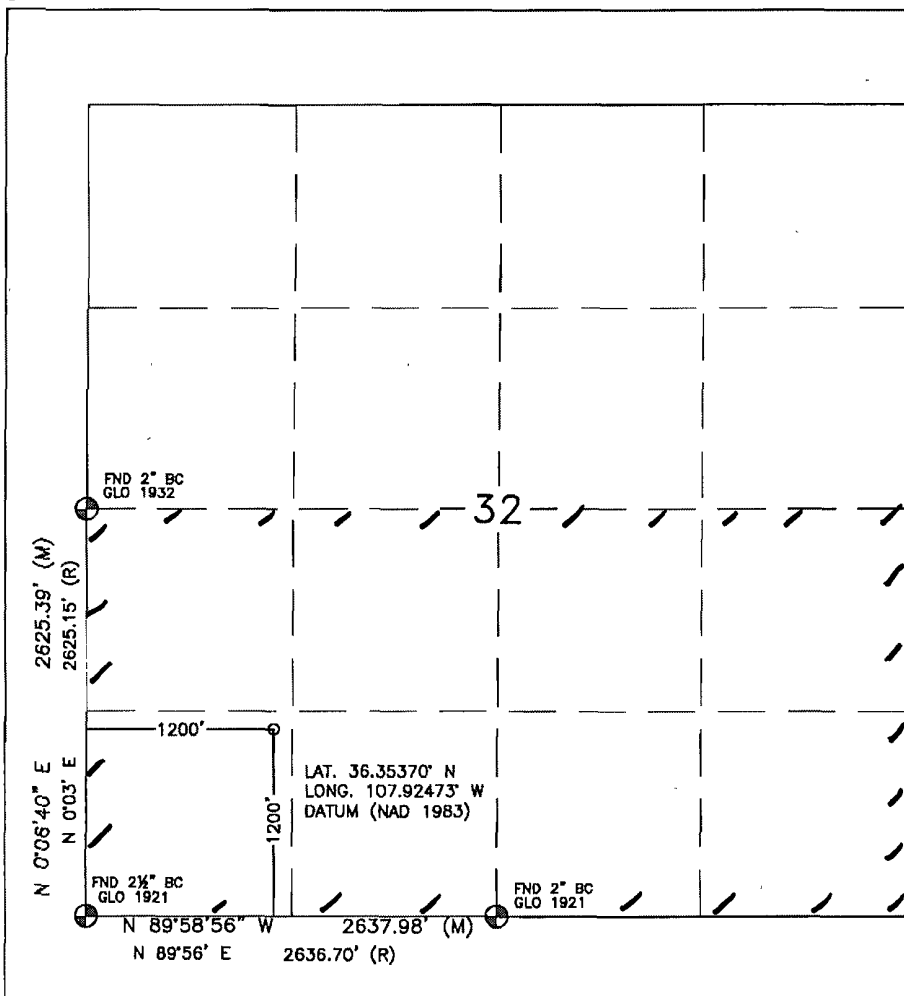 FND 2" BC
GLO 1932
32
2625.39' (M)
2625.15' (R)
1200'
LAT. 36.35370° N
LONG. 107.92473° W
DATUM (NAD 1983)
1200'
N 0°06'40" E
N 0°03' E
FND 2½" BC
GLO 1921
FND 2" BC
GLO 1921
N 89°58'56" W 2637.98' (M)
N 89°56' E 2636.70' (R)